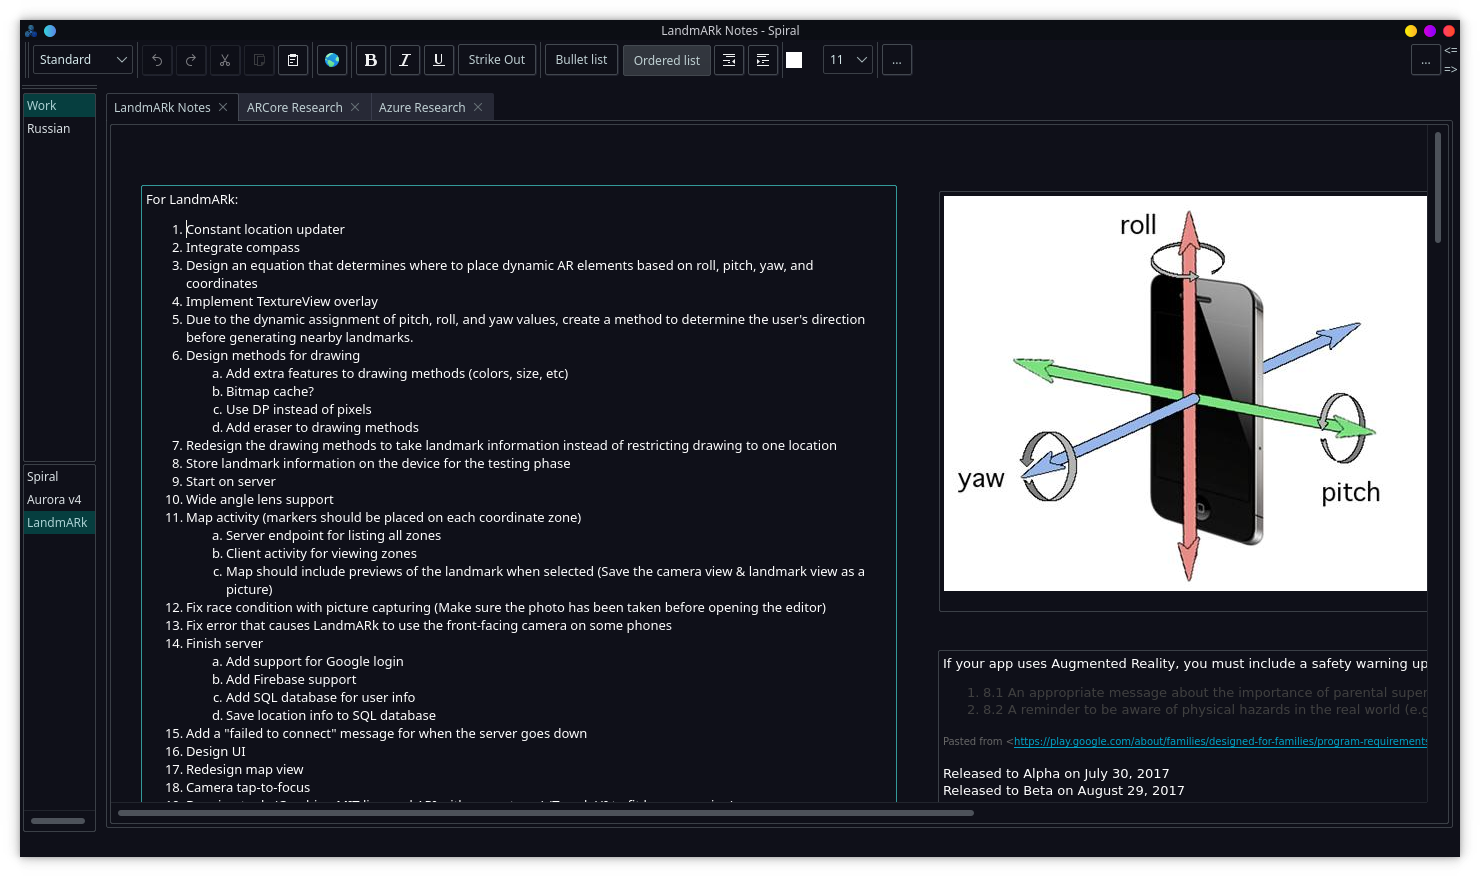 LandmARk Notes - Spiral
Standard
B
I
U
Strike Out
Bullet list
Ordered list
11
...
...
<=
=>
Work
Russian
Spiral
Aurora v4
LandmARk
LandmARk Notes
ARCore Research
Azure Research
For LandmARk:
1. Constant location updater
2. Integrate compass
3. Design an equation that determines where to place dynamic AR elements based on roll, pitch, yaw, and
coordinates
4. Implement TextureView overlay
5. Due to the dynamic assignment of pitch, roll, and yaw values, create a method to determine the user's direction
before generating nearby landmarks.
6. Design methods for drawing
a. Add extra features to drawing methods (colors, size, etc)
b. Bitmap cache?
c. Use DP instead of pixels
d. Add eraser to drawing methods
7. Redesign the drawing methods to take landmark information instead of restricting drawing to one location
8. Store landmark information on the device for the testing phase
9. Start on server
10. Wide angle lens support
11. Map activity (markers should be placed on each coordinate zone)
a. Server endpoint for listing all zones
b. Client activity for viewing zones
c. Map should include previews of the landmark when selected (Save the camera view & landmark view as a
picture)
12. Fix race condition with picture capturing (Make sure the photo has been taken before opening the editor)
13. Fix error that causes LandmARk to use the front-facing camera on some phones
14. Finish server
a. Add support for Google login
b. Add Firebase support
c. Add SQL database for user info
d. Save location info to SQL database
15. Add a "failed to connect" message for when the server goes down
16. Design UI
17. Redesign map view
18. Camera tap-to-focus
roll
yaw
pitch
If your app uses Augmented Reality, you must include a safety warning up
1. 8.1 An appropriate message about the importance of parental super
2. 8.2 A reminder to be aware of physical hazards in the real world (e.g
Pasted from <https://play.google.com/about/families/designed-for-families/program-requirements
Released to Alpha on July 30, 2017
Released to Beta on August 29, 2017